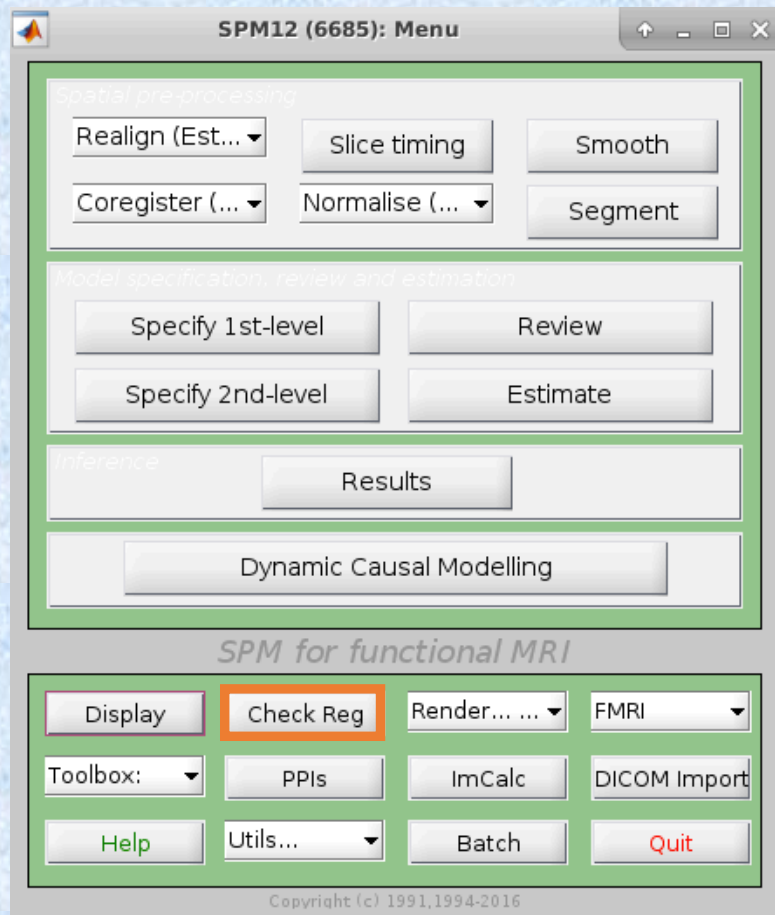 SPM12 (6685): Menu
Spatial pre-processing
Realign (Est... Slice timing Smooth
Coregister (... Normalise (... Segment
Model specification, review and estimation
Specify 1st-level Review
Specify 2nd-level Estimate
Inference
Results
Dynamic Causal Modelling
SPM for functional MRI
Display Check Reg Render... ... FMRI
Toolbox: PPIs ImCalc DICOM Import
Help Utils... Batch Quit
Copyright (c) 1991,1994-2016